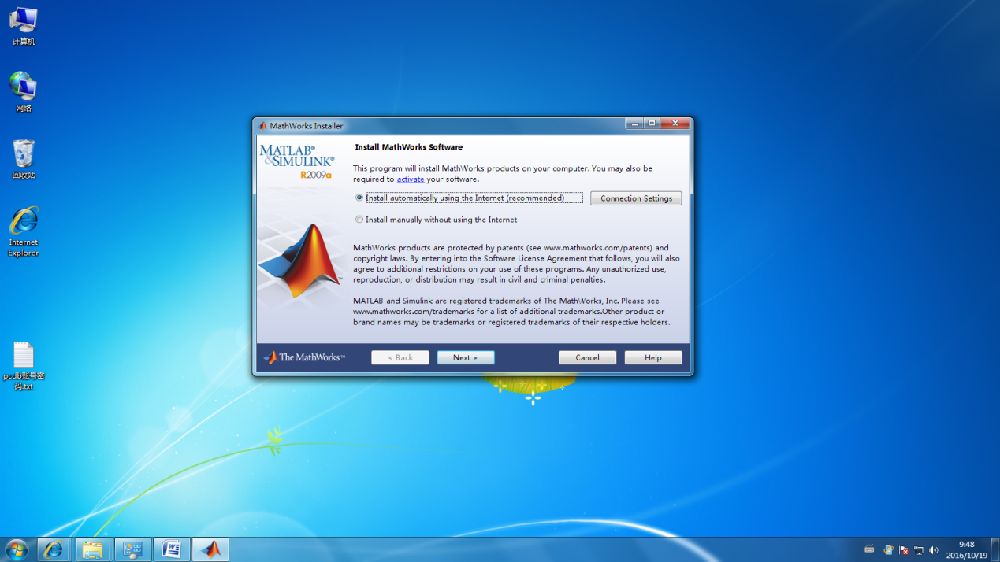 计算机
网络
回收站
Internet
Explorer
pcdb账号密
码.txt
MathWorks Installer
MATLAB®
&SIMULINK®
R2009a
Install MathWorks Software
This program will install MathWorks products on your computer. You may also be
required to activate your software.
Install automatically using the Internet (recommended)
Connection Settings
Install manually without using the Internet
MathWorks products are protected by patents (see www.mathworks.com/patents) and
copyright laws. By entering into the Software License Agreement that follows, you will also
agree to additional restrictions on your use of these programs. Any unauthorized use,
reproduction, or distribution may result in civil and criminal penalties.
MATLAB and Simulink are registered trademarks of The MathWorks, Inc. Please see
www.mathworks.com/trademarks for a list of additional trademarks.Other product or
brand names may be trademarks or registered trademarks of their respective holders.
The MathWorks™
< Back
Next >
Cancel
Help
9:48
2016/10/19